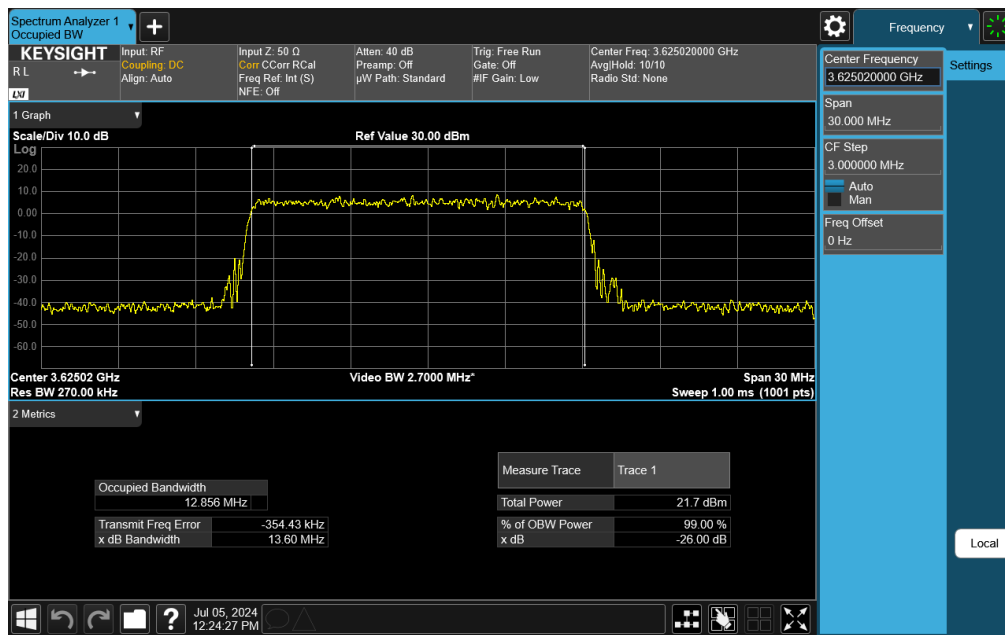 Spectrum Analyzer 1
Occupied BW
Frequency
KEYSIGHT
R L
LXI
Input: RF
Coupling: DC
Align: Auto
Input Z: 50 Ω
Corr CCorr RCal
Freq Ref: Int (S)
NFE: Off
Atten: 40 dB
Preamp: Off
µW Path: Standard
Trig: Free Run
Gate: Off
#IF Gain: Low
Center Freq: 3.625020000 GHz
Avg|Hold: 10/10
Radio Std: None
Center Frequency
3.625020000 GHz
Settings
Span
30.000 MHz
CF Step
3.000000 MHz
Auto
Man
Freq Offset
0 Hz
1 Graph
Scale/Div 10.0 dB
Ref Value 30.00 dBm
Log
20.0
10.0
0.00
-10.0
-20.0
-30.0
-40.0
-50.0
-60.0
Center 3.62502 GHz
Video BW 2.7000 MHz*
Span 30 MHz
Res BW 270.00 kHz
Sweep 1.00 ms (1001 pts)
2 Metrics
Measure Trace Trace 1
Occupied Bandwidth
12.856 MHz
Total Power 21.7 dBm
Transmit Freq Error -354.43 kHz
% of OBW Power 99.00 %
x dB Bandwidth 13.60 MHz
x dB -26.00 dB
Local
?
Jul 05, 2024
12:24:27 PM